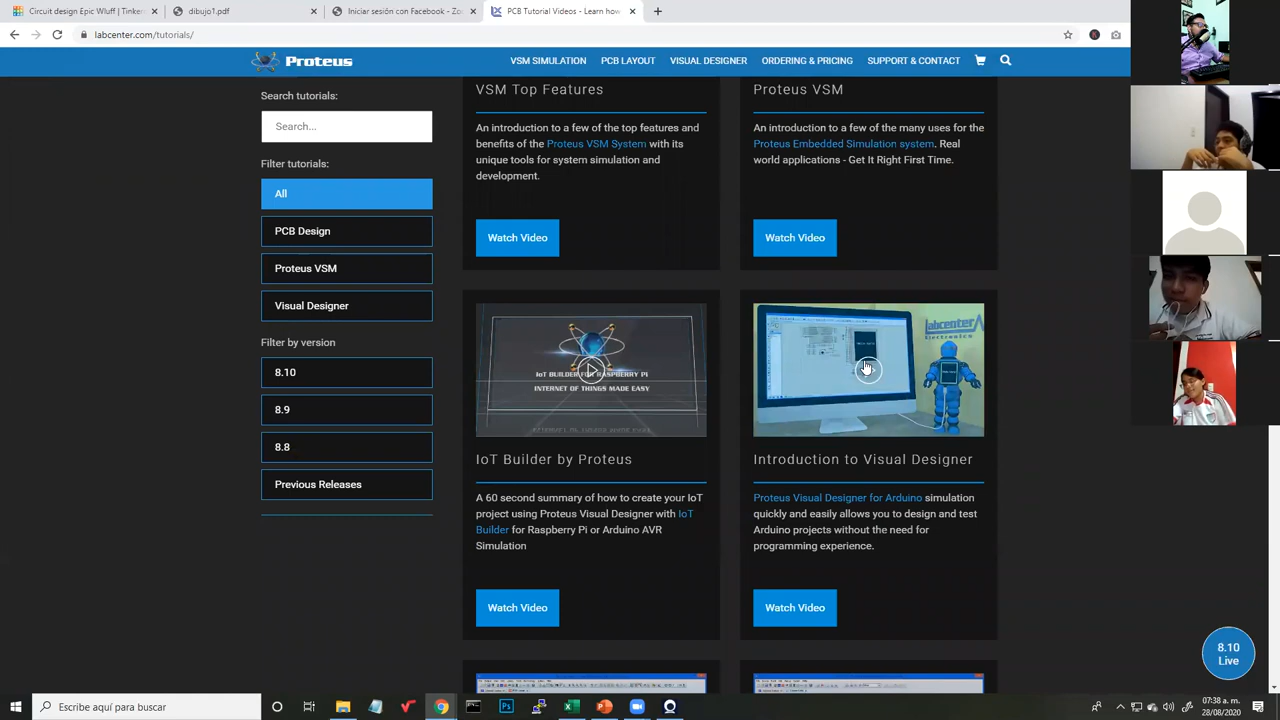 Circuit design Epic Wluff | Tinker
dibujo1.pdf
Iniciar sesión con Facebook - Zo
PCB Tutorial Videos - Learn how
labcenter.com/tutorials/
Proteus
VSM SIMULATION
PCB LAYOUT
VISUAL DESIGNER
ORDERING & PRICING
SUPPORT & CONTACT
Search tutorials:
Search...
Filter tutorials:
All
PCB Design
Proteus VSM
Visual Designer
Filter by version
8.10
8.9
8.8
Previous Releases
VSM Top Features
An introduction to a few of the top features and
benefits of the Proteus VSM System with its
unique tools for system simulation and
development.
Watch Video
Proteus VSM
An introduction to a few of the many uses for the
Proteus Embedded Simulation system. Real
world applications - Get It Right First Time.
Watch Video
IoT BUILDER FOR RASPBERRY PI
INTERNET OF THINGS MADE EASY
IoT Builder by Proteus
A 60 second summary of how to create your IoT
project using Proteus Visual Designer with IoT
Builder for Raspberry Pi or Arduino AVR
Simulation
Watch Video
Labcenter
Electronics
Introduction to Visual Designer
Proteus Visual Designer for Arduino simulation
quickly and easily allows you to design and test
Arduino projects without the need for
programming experience.
Watch Video
8.10
Live
Escribe aquí para buscar
07:38 a. m.
28/08/2020